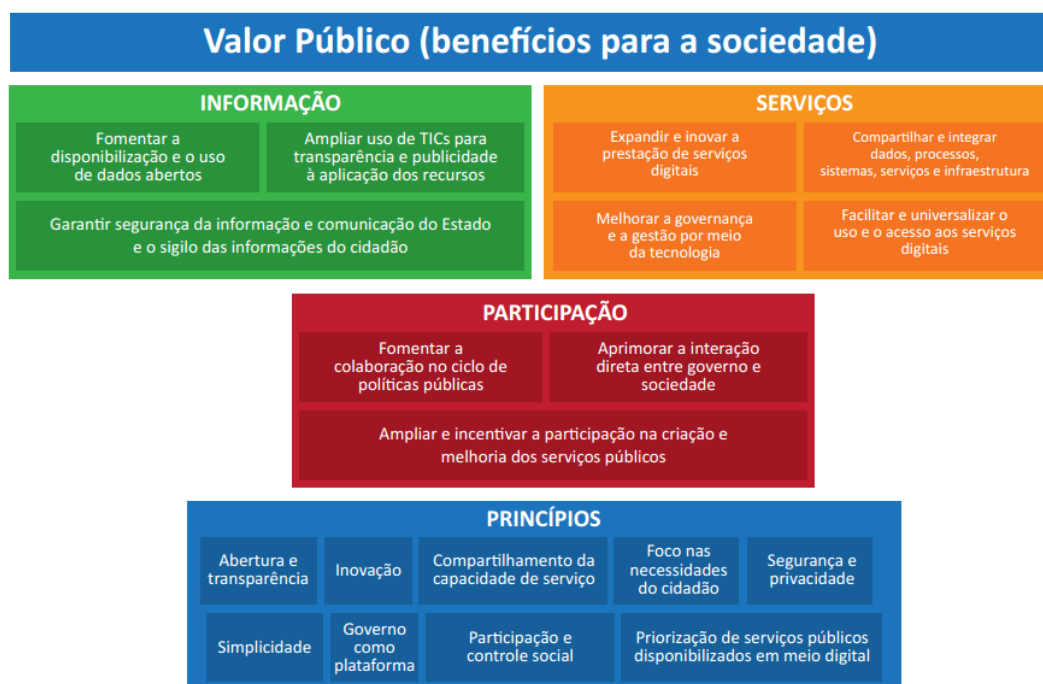 Valor Público (benefícios para a sociedade)
INFORMAÇÃO
Fomentar a
disponibilização e o uso
de dados abertos
Ampliar uso de TICs para
transparência e publicidade
à aplicação dos recursos
Garantir segurança da informação e comunicação do Estado
e o sigilo das informações do cidadão
SERVIÇOS
Expandir e inovar a
prestação de serviços
digitais
Compartilhar e integrar
dados, processos,
sistemas, serviços e infraestrutura
Melhorar a governança
e a gestão por meio
da tecnologia
Facilitar e universalizar o
uso e o acesso aos serviços
digitais
PARTICIPAÇÃO
Fomentar a
colaboração no ciclo de
políticas públicas
Aprimorar a interação
direta entre governo e
sociedade
Ampliar e incentivar a participação na criação e
melhoria dos serviços públicos
PRINCÍPIOS
Abertura e
transparência
Inovação
Compartilhamento da
capacidade de serviço
Foco nas
necessidades
do cidadão
Segurança e
privacidade
Simplicidade
Governo
como
plataforma
Participação e
controle social
Priorização de serviços públicos
disponibilizados em meio digital